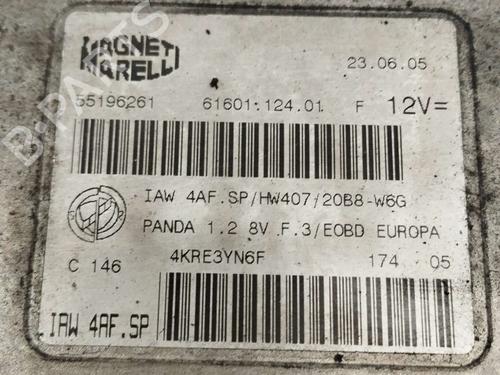 MAGNETI
MARELLI
23.06.05
55196261 61601.124.01 F 12V=
IAW 4AF.SP/HW407/20B8-W6G
PANDA 1.2 8V F.3/EOBD EUROPA
C 146 4KRE3YN6F 174 05
IAW 4AF.SP
B-PARTS